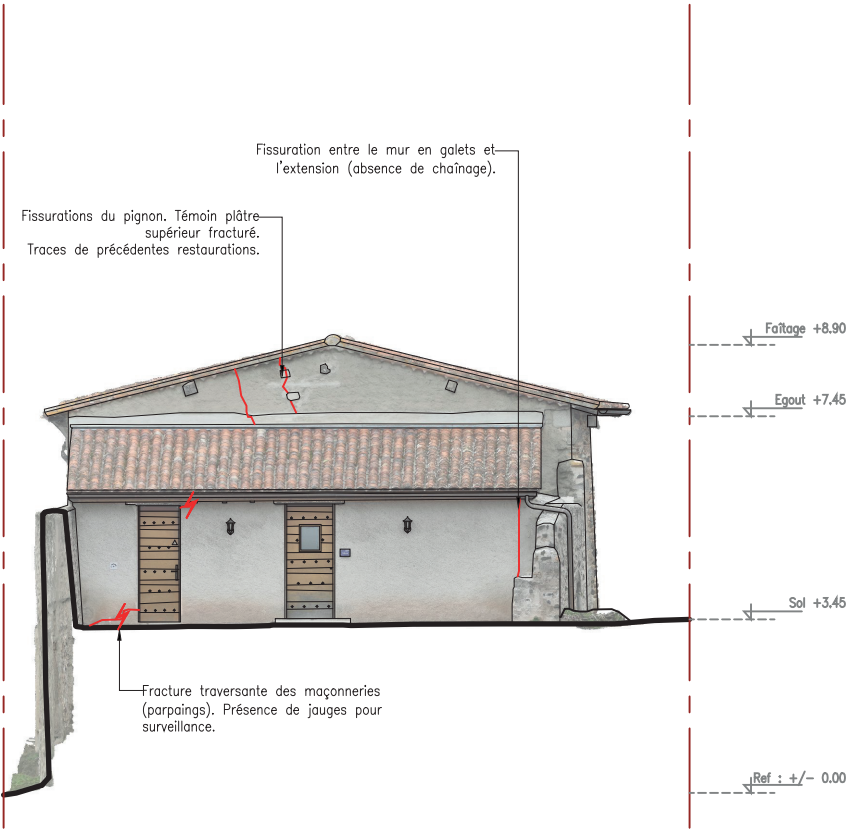 Fissuration entre le mur en galets et
l'extension (absence de chaînage).
Fissurations du pignon. Témoin plâtre
supérieur fracturé.
Traces de précédentes restaurations.
Faîtage +8.90
Egout +7.45
Sol +3.45
Fracture traversante des maçonneries
(parpaings). Présence de jauges pour
surveillance.
Ref : +/- 0.00